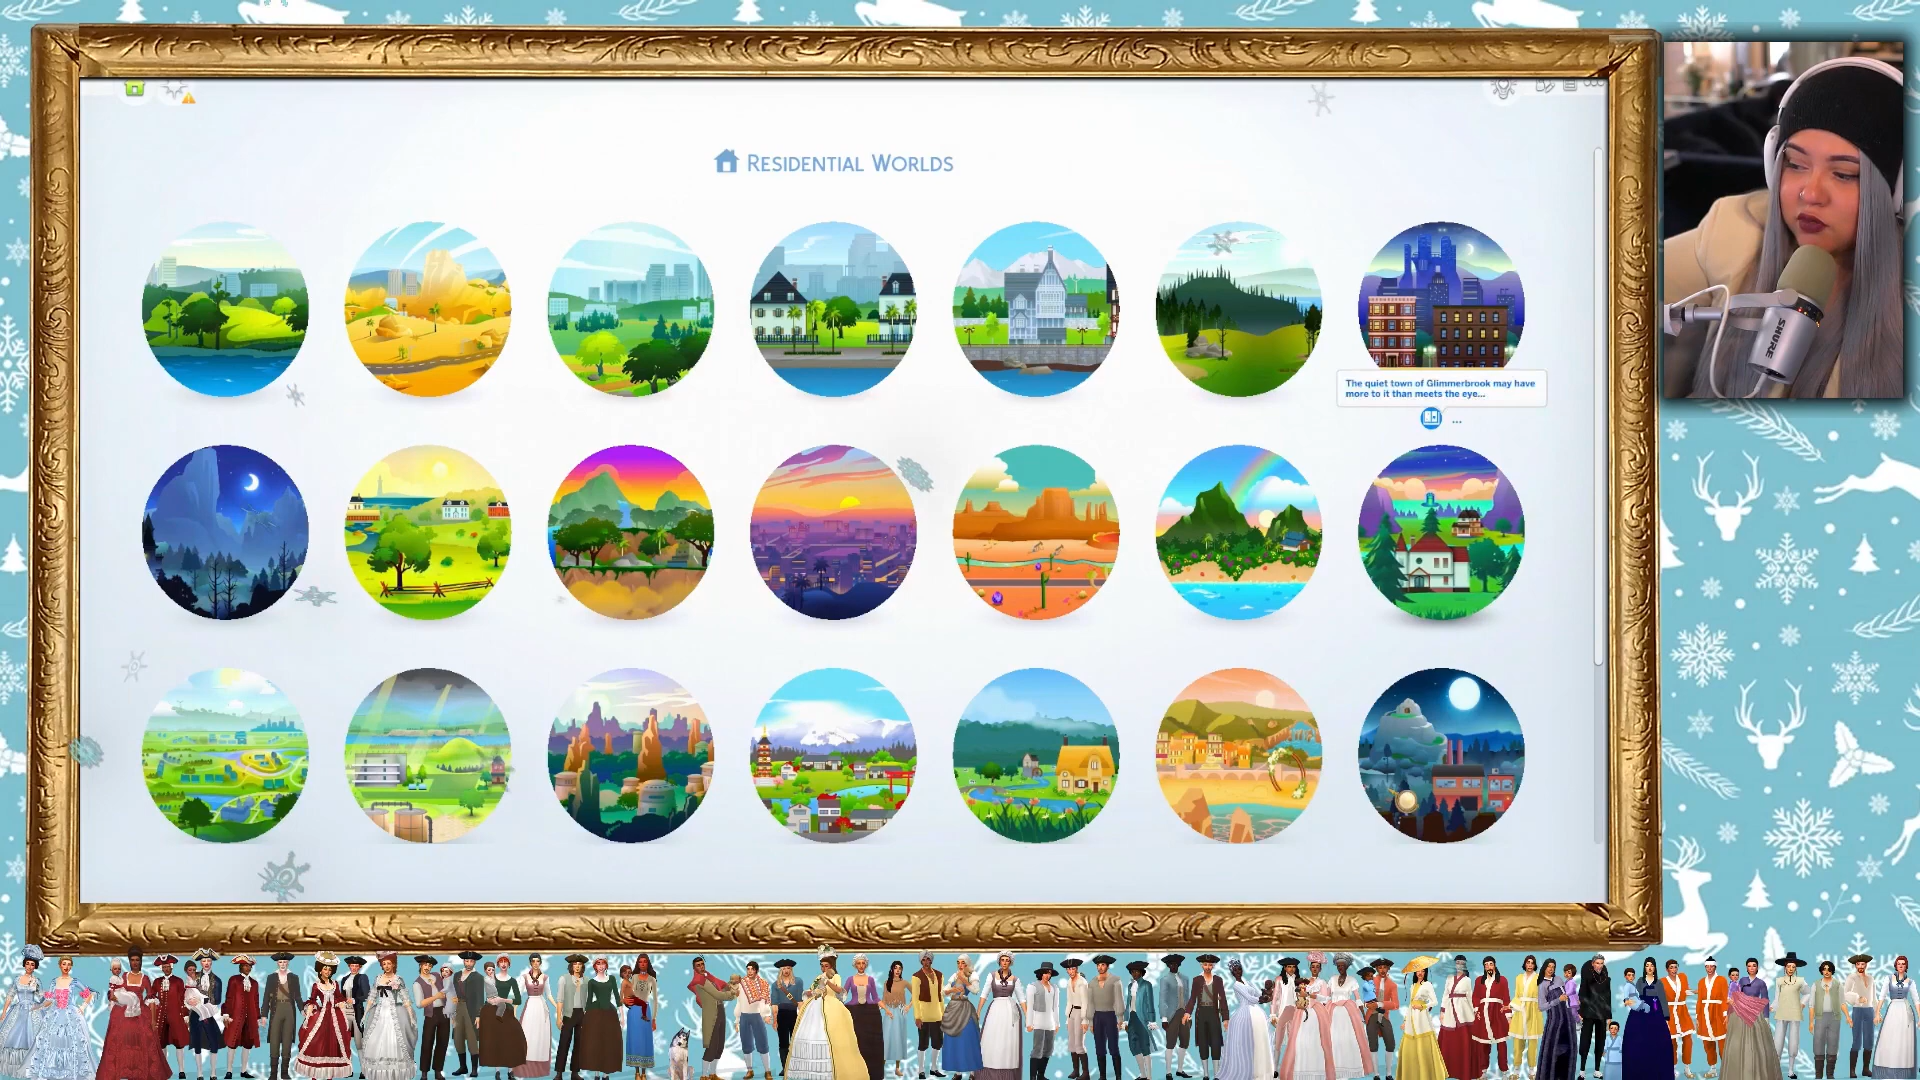 RESIDENTIAL WORLDS
The quiet town of Glimmerbrook may have
more to it than meets the eye...
...
SHURE